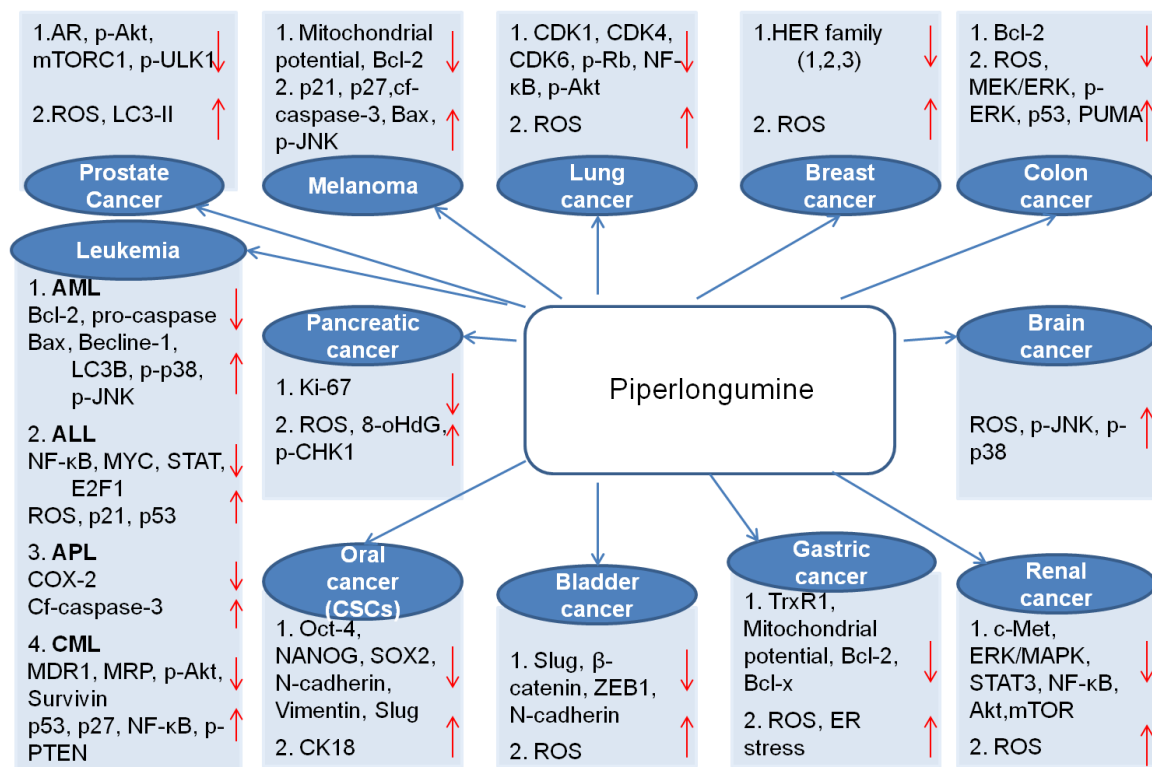 1.AR, p-Akt,
mTORC1, p-ULK1
2.ROS, LC3-II
Prostate
Cancer
1. Mitochondrial
potential, Bcl-2
2. p21, p27,cf-
caspase-3, Bax,
p-JNK
Melanoma
1. CDK1, CDK4,
CDK6, p-Rb, NF-
κB, p-Akt
2. ROS
Lung
cancer
1.HER family
(1,2,3)
2. ROS
Breast
cancer
1. Bcl-2
2. ROS,
MEK/ERK, p-
ERK, p53, PUMA
Colon
cancer
Leukemia
1. AML
Bcl-2, pro-caspase
Bax, Becline-1,
LC3B, p-p38,
p-JNK
2. ALL
NF-κB, MYC, STAT,
E2F1
ROS, p21, p53
3. APL
COX-2
Cf-caspase-3
4. CML
MDR1, MRP, p-Akt,
Survivin
p53, p27, NF-κB, p-
PTEN
Pancreatic
cancer
1. Ki-67
2. ROS, 8-oHdG,
p-CHK1
Piperlongumine
Brain
cancer
ROS, p-JNK, p-
p38
Oral
cancer
(CSCs)
1. Oct-4,
NANOG, SOX2,
N-cadherin,
Vimentin, Slug
2. CK18
Bladder
cancer
1. Slug, β-
catenin, ZEB1,
N-cadherin
2. ROS
Gastric
cancer
1. TrxR1,
Mitochondrial
potential, Bcl-2,
Bcl-x
2. ROS, ER
stress
Renal
cancer
1. c-Met,
ERK/MAPK,
STAT3, NF-κB,
Akt,mTOR
2. ROS